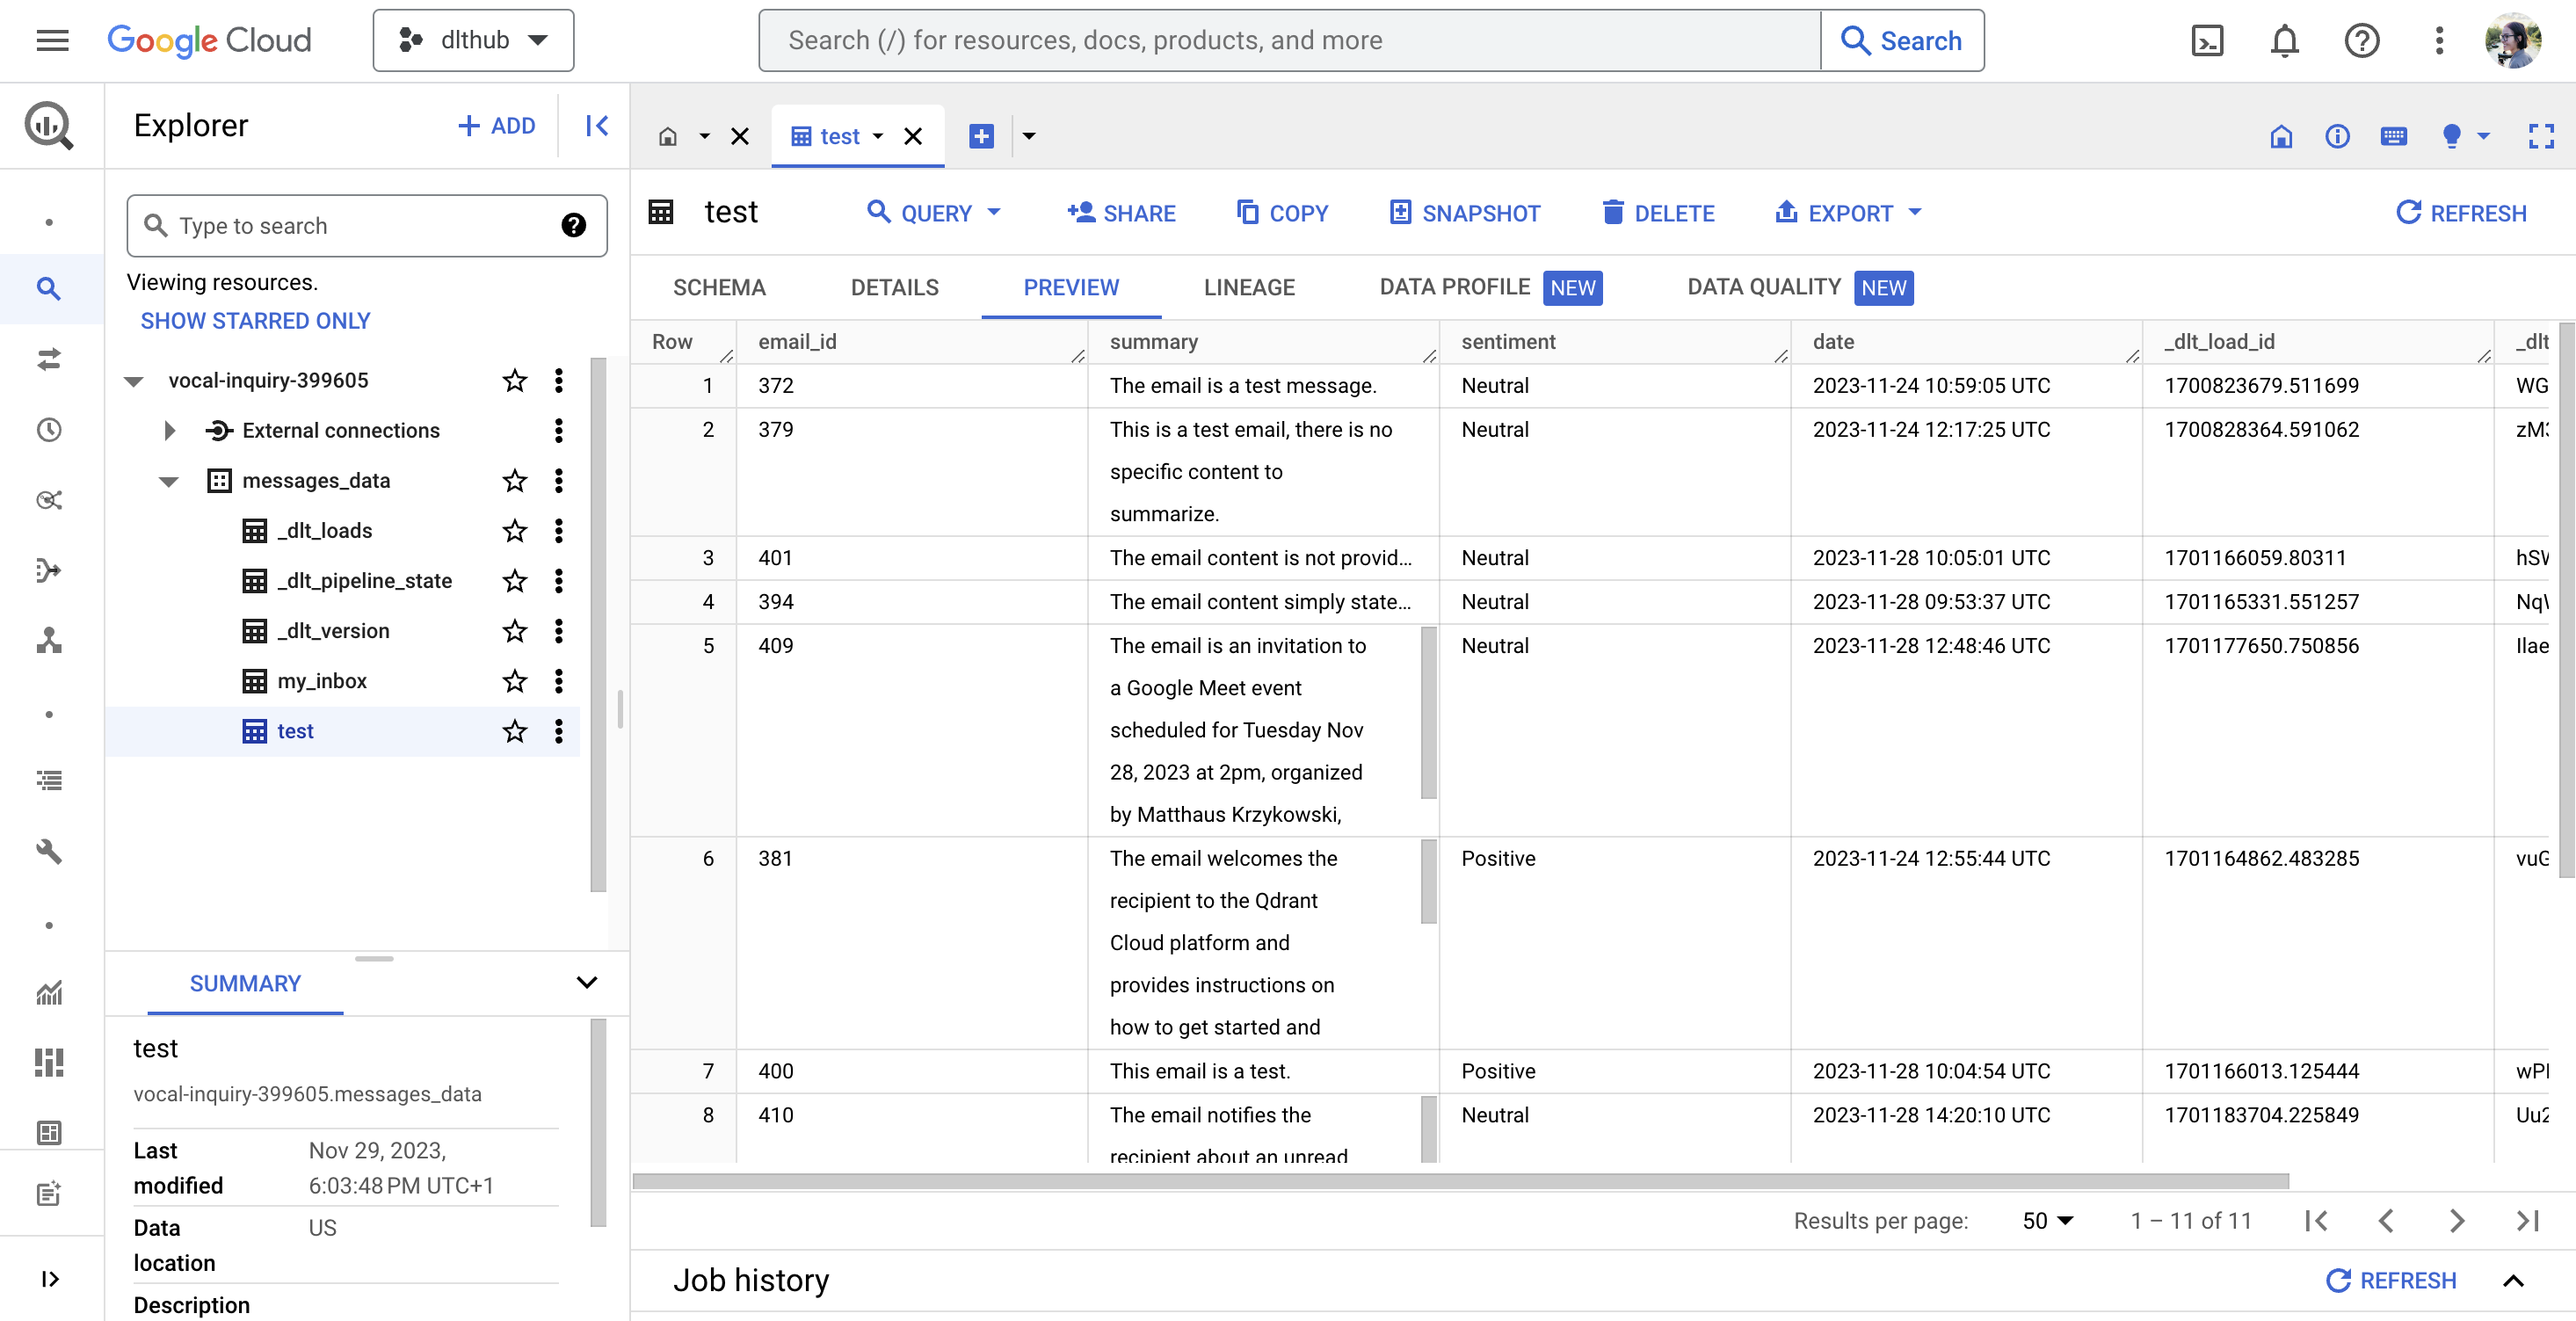 Google Cloud
dlthub
Search (/) for resources, docs, products, and more
Search
Explorer
ADD
test
Type to search
Viewing resources.
SHOW STARRED ONLY
vocal-inquiry-399605
External connections
messages_data
_dlt_loads
_dlt_pipeline_state
_dlt_version
my_inbox
test
SUMMARY
test
vocal-inquiry-399605.messages_data
Last modified Nov 29, 2023, 6:03:48 PM UTC+1
Data location US
Description
test
QUERY SHARE COPY SNAPSHOT DELETE EXPORT REFRESH
SCHEMA DETAILS PREVIEW LINEAGE DATA PROFILE NEW DATA QUALITY NEW
Row email_id summary sentiment date _dlt_load_id _dlt
1 372 The email is a test message. Neutral 2023-11-24 10:59:05 UTC 1700823679.511699 WG
2 379 This is a test email, there is no Neutral 2023-11-24 12:17:25 UTC 1700828364.591062
specific content to
summarize.
3 401 The email content is not provid... Neutral 2023-11-28 10:05:01 UTC 1701166059.80311
4 394 The email content simply state... Neutral 2023-11-28 09:53:37 UTC 1701165331.551257
5 409 The email is an invitation to Neutral 2023-11-28 12:48:46 UTC 1701177650.750856
a Google Meet event
scheduled for Tuesday Nov
28, 2023 at 2pm, organized
by Matthaus Krzykowski,
6 381 The email welcomes the Positive 2023-11-24 12:55:44 UTC 1701164862.483285
recipient to the Qdrant
Cloud platform and
provides instructions on
how to get started and
7 400 This email is a test. Positive 2023-11-28 10:04:54 UTC 1701166013.125444
8 410 The email notifies the Neutral 2023-11-28 14:20:10 UTC 1701183704.225849
recipient about an unread
Results per page: 50 1 – 11 of 11
Job history REFRESH